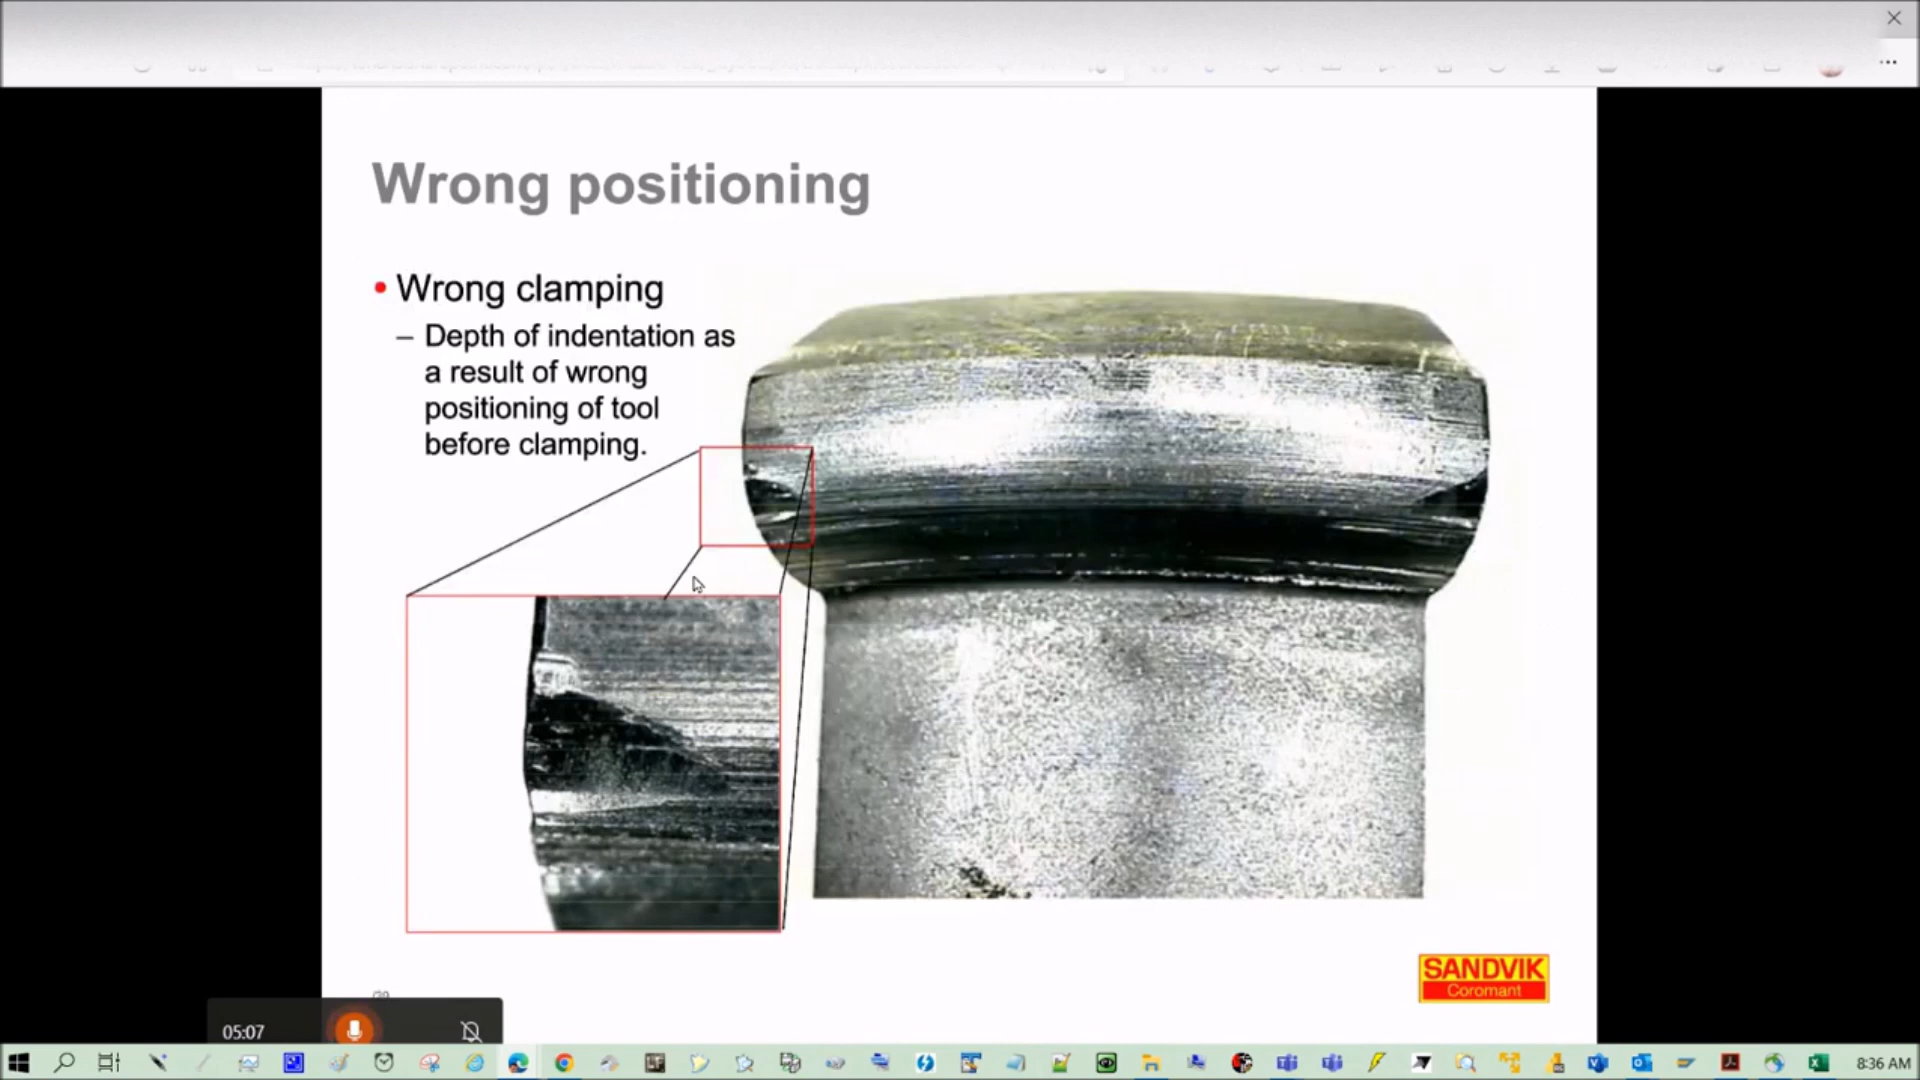 Wrong positioning
• Wrong clamping
– Depth of indentation as
a result of wrong
positioning of tool
before clamping.
SANDVIK
Coromant
05:07
8:36 AM